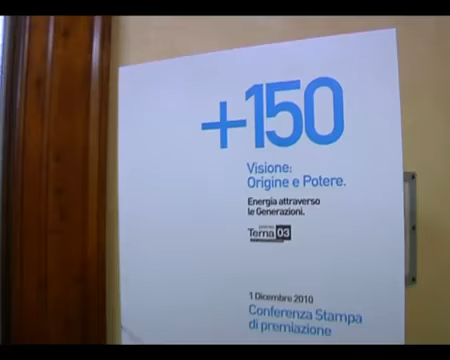 +150
Visione:
Origine e Potere.
Energia attraverso
le Generazioni.
Terna 03
1 Dicembre 2010
Conferenza Stampa
di premiazione